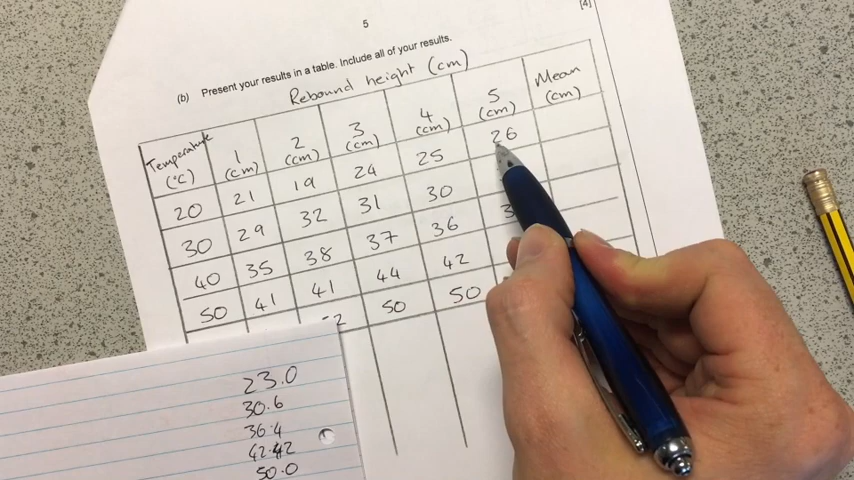 5
[4]
(b) Present your results in a table. Include all of your results.
Rebound height (cm)
Temperature (°C) 1 (cm) 2 (cm) 3 (cm) 4 (cm) 5 (cm) Mean (cm)
20 21 19 24 25 26
30 29 32 31 30
40 35 38 37 36 3
50 41 41 44 42
2 50 50
23.0
30.6
36.4
42.42
50.0